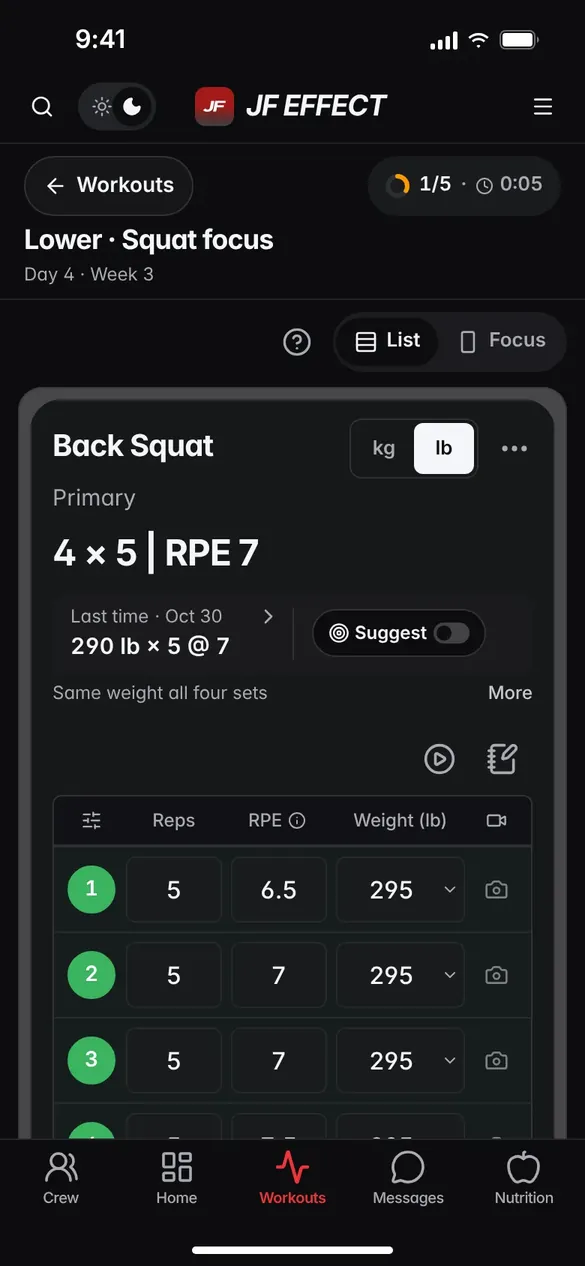 9:41
JF JF EFFECT
Workouts
1/5 · 0:05
Lower · Squat focus
Day 4 · Week 3
List Focus
Back Squat
kg lb
Primary
4 × 5 | RPE 7
Last time · Oct 30
290 lb × 5 @ 7
Suggest
Same weight all four sets
More
Reps RPE Weight (lb)
1 5 6.5 295
2 5 7 295
3 5 7 295
Crew Home Workouts Messages Nutrition